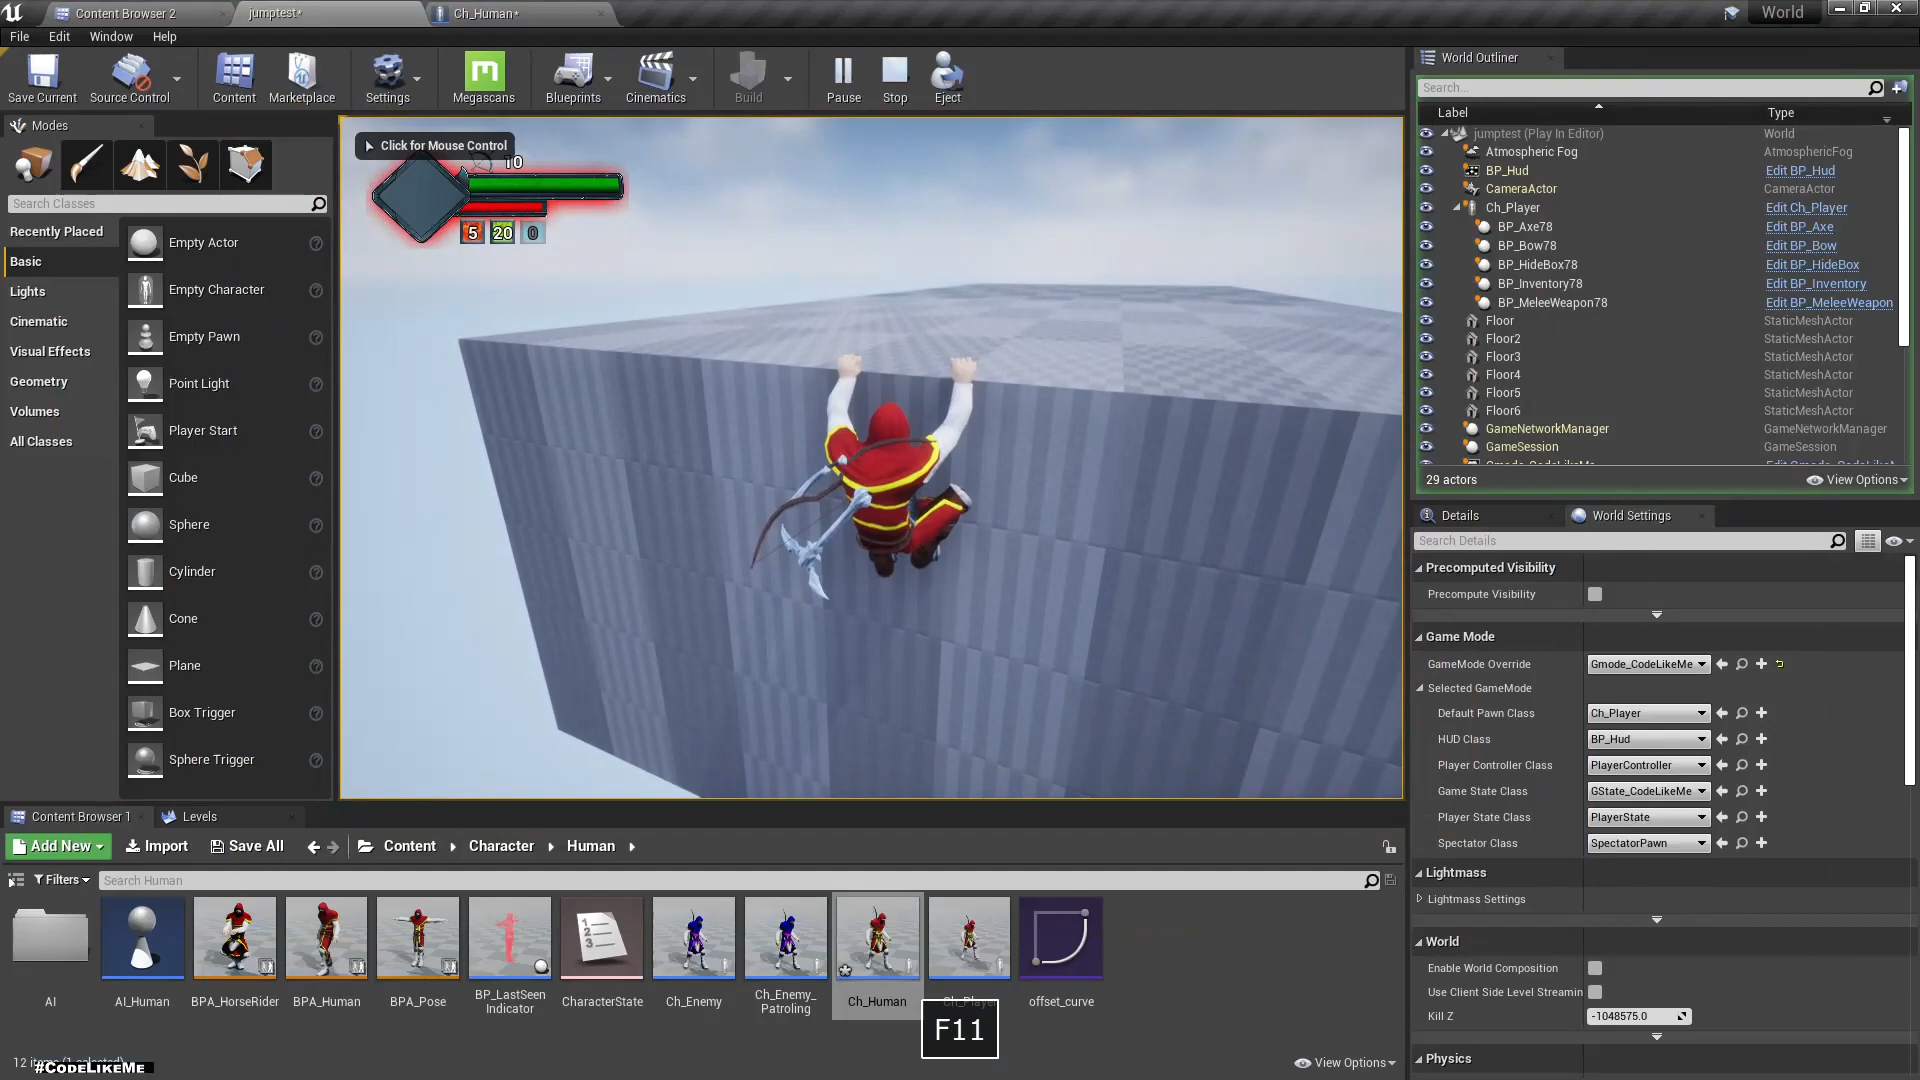 Content Browser 2
jumptest*
Ch_Human*
World
File
Edit
Window
Help
Save Current
Source Control
Content
Marketplace
Settings
Megascans
Blueprints
Cinematics
Build
Pause
Stop
Eject
Modes
Search Classes
Recently Placed
Basic
Lights
Cinematic
Visual Effects
Geometry
Volumes
All Classes
Empty Actor
Empty Character
Empty Pawn
Point Light
Player Start
Cube
Sphere
Cylinder
Cone
Plane
Box Trigger
Sphere Trigger
Click for Mouse Control
10
5
20
0
World Outliner
Search...
Label
Type
jumptest (Play In Editor)
World
Atmospheric Fog
AtmosphericFog
BP_Hud
Edit BP_Hud
CameraActor
CameraActor
Ch_Player
Edit Ch_Player
BP_Axe78
Edit BP_Axe
BP_Bow78
Edit BP_Bow
BP_HideBox78
Edit BP_HideBox
BP_Inventory78
Edit BP_Inventory
BP_MeleeWeapon78
Edit BP_MeleeWeapon
Floor
StaticMeshActor
Floor2
StaticMeshActor
Floor3
StaticMeshActor
Floor4
StaticMeshActor
Floor5
StaticMeshActor
Floor6
StaticMeshActor
GameNetworkManager
GameNetworkManager
GameSession
GameSession
29 actors
View Options
Details
World Settings
Search Details
Precomputed Visibility
Precompute Visibility
Game Mode
GameMode Override
Gmode_CodeLikeMe
Selected GameMode
Default Pawn Class
Ch_Player
HUD Class
BP_Hud
Player Controller Class
PlayerController
Game State Class
GState_CodeLikeMe
Player State Class
PlayerState
Spectator Class
SpectatorPawn
Lightmass
Lightmass Settings
World
Enable World Composition
Use Client Side Level Streamin
Kill Z
-1048575.0
Physics
Content Browser 1
Levels
Add New
Import
Save All
Content
Character
Human
Filters
Search Human
AI
AI_Human
BPA_HorseRider
BPA_Human
BPA_Pose
BP_LastSeen
Indicator
CharacterState
Ch_Enemy
Ch_Enemy_
Patroling
Ch_Human
Ch_Player
offset_curve
F11
12 items (1 selected)
#CodeLikeMe
View Options